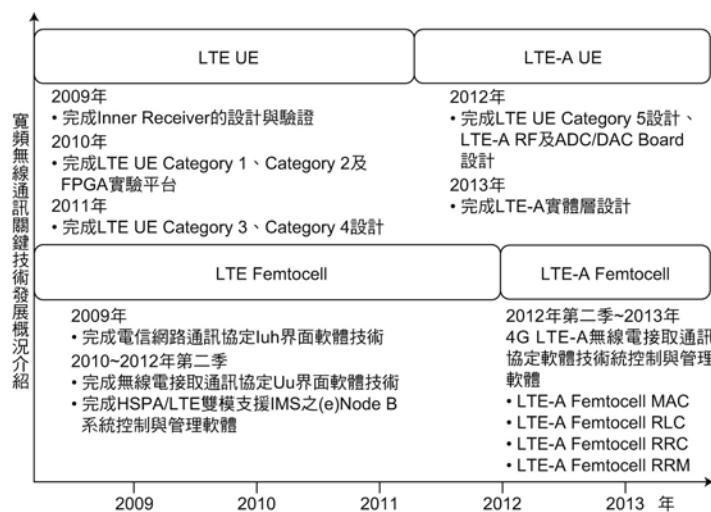 LTE UE
LTE-A UE
2009年
• 完成Inner Receiver的設計與驗證
2010年
• 完成LTE UE Category 1、Category 2及
FPGA實驗平台
2011年
• 完成LTE UE Category 3、Category 4設計
2012年
• 完成LTE UE Category 5設計、
LTE-A RF及ADC/DAC Board
設計
2013年
• 完成LTE-A實體層設計
寬頻無線通訊關鍵技術發展概況介紹
LTE Femtocell
LTE-A Femtocell
2009年
• 完成電信網路通訊協定Iuh界面軟體技術
2010~2012年第二季
• 完成無線電接取通訊協定Uu界面軟體技術
• 完成HSPA/LTE雙模支援IMS之(e)Node B
系統控制與管理軟體
2012年第二季~2013年
4G LTE-A無線電接取通訊
協定軟體技術統控制與管理
軟體
• LTE-A Femtocell MAC
• LTE-A Femtocell RLC
• LTE-A Femtocell RRC
• LTE-A Femtocell RRM
2009 2010 2011 2012 2013 年